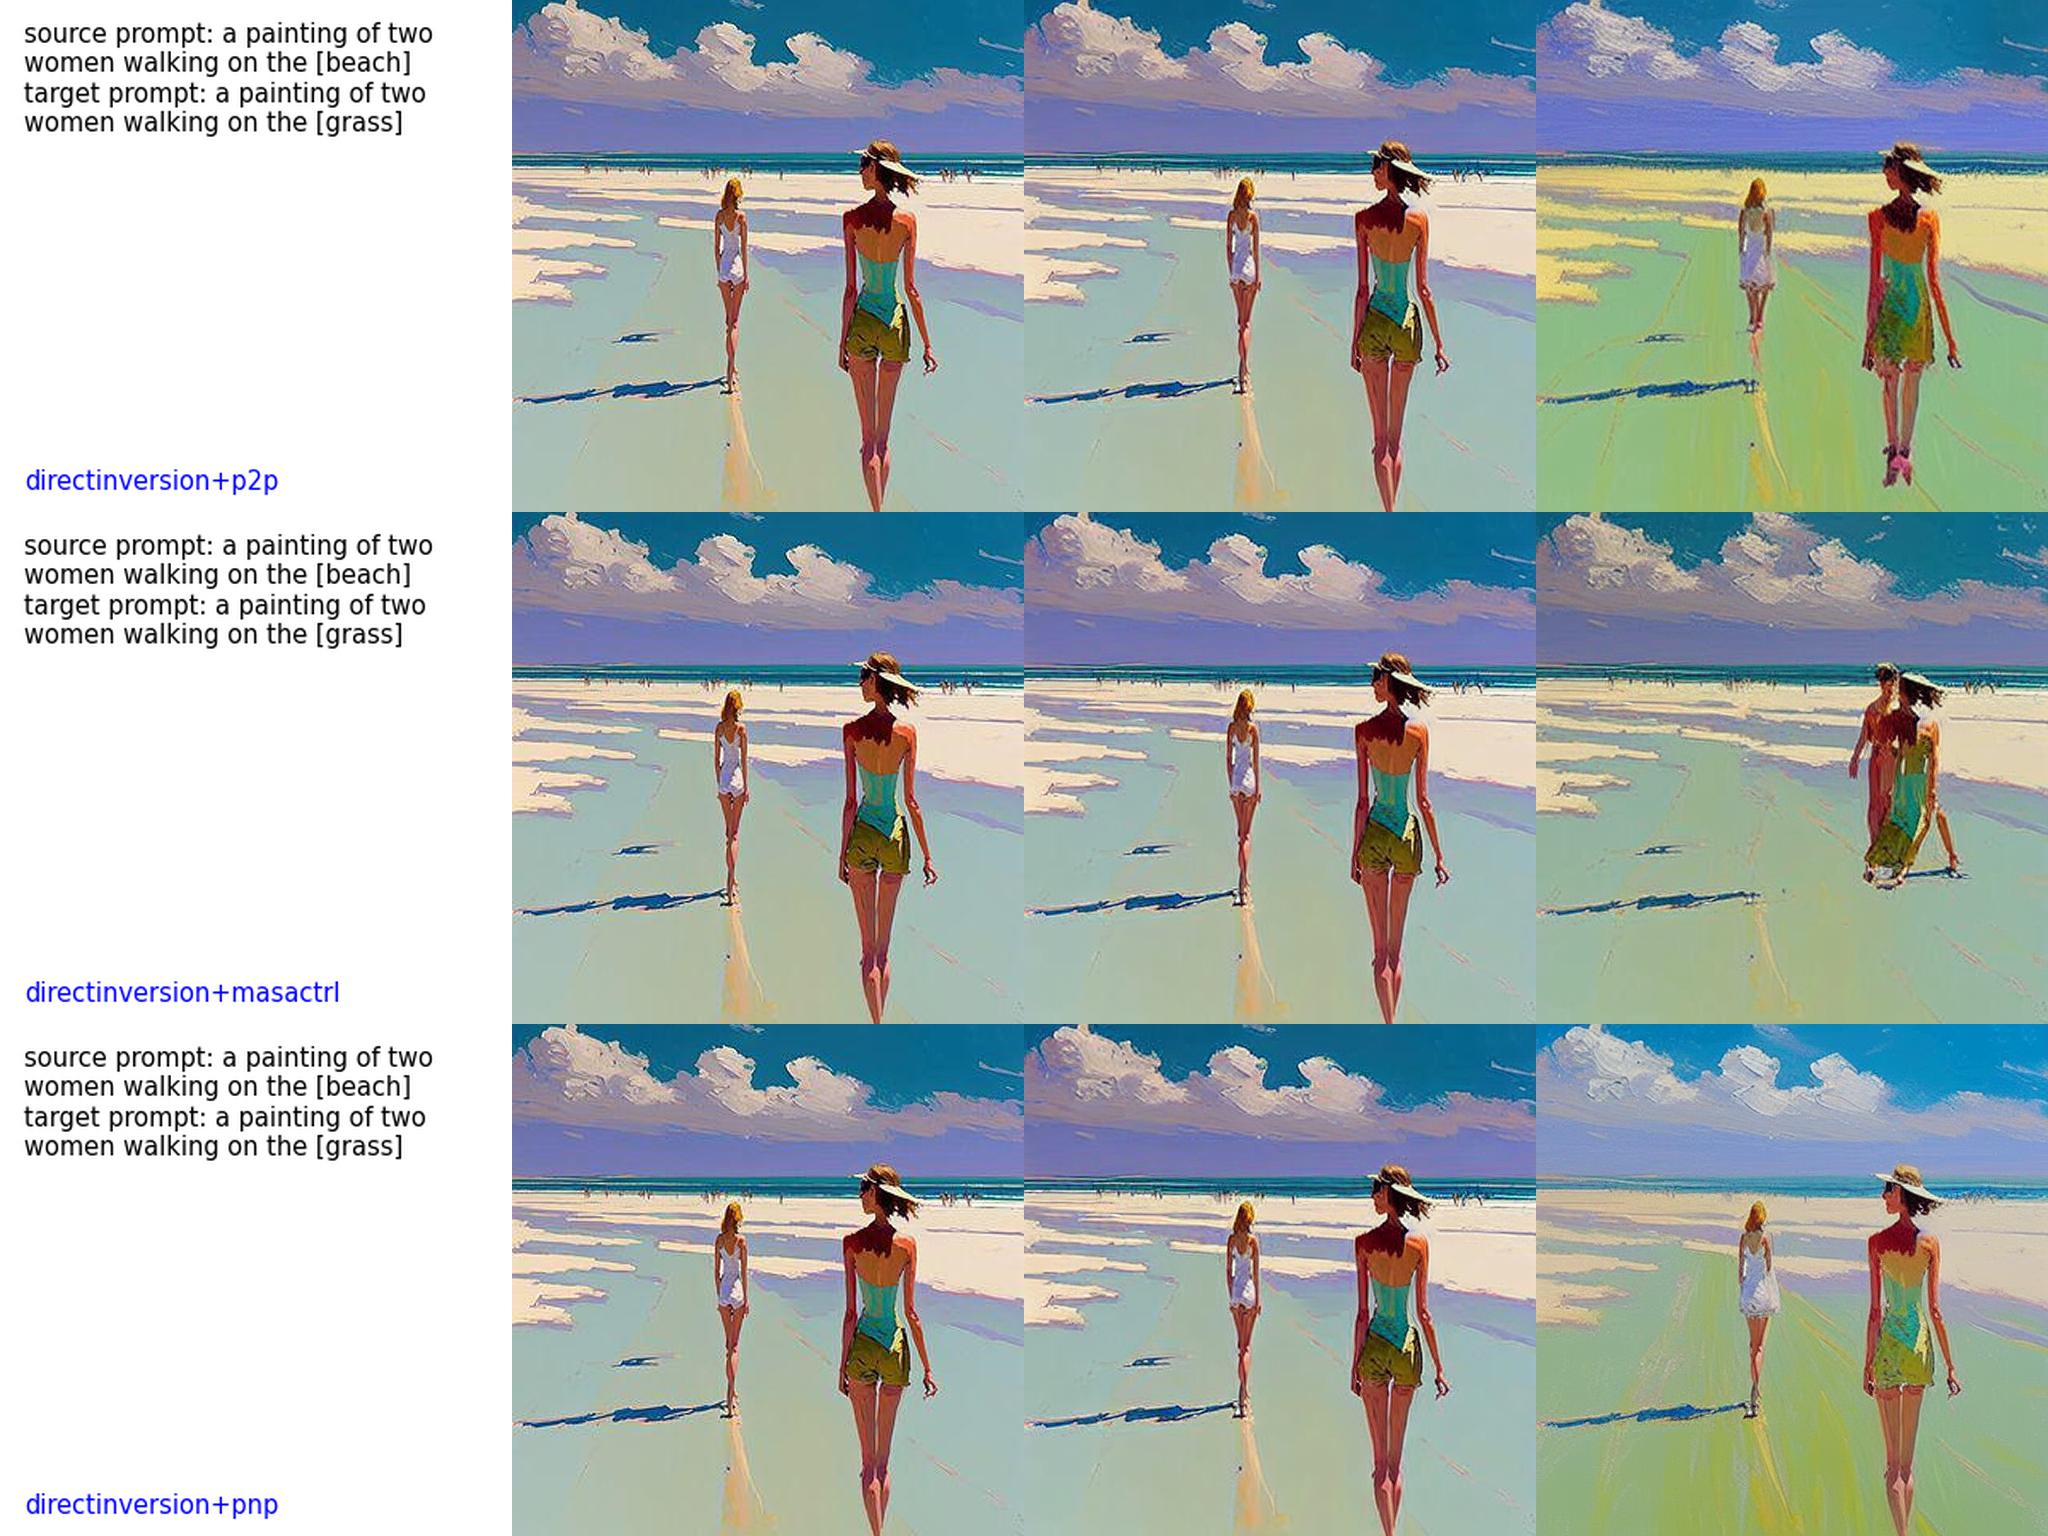 source prompt: a painting of two
women walking on the [beach]
target prompt: a painting of two
women walking on the [grass]
directinversion+p2p
source prompt: a painting of two
women walking on the [beach]
target prompt: a painting of two
women walking on the [grass]
directinversion+masactrl
source prompt: a painting of two
women walking on the [beach]
target prompt: a painting of two
women walking on the [grass]
directinversion+pnp